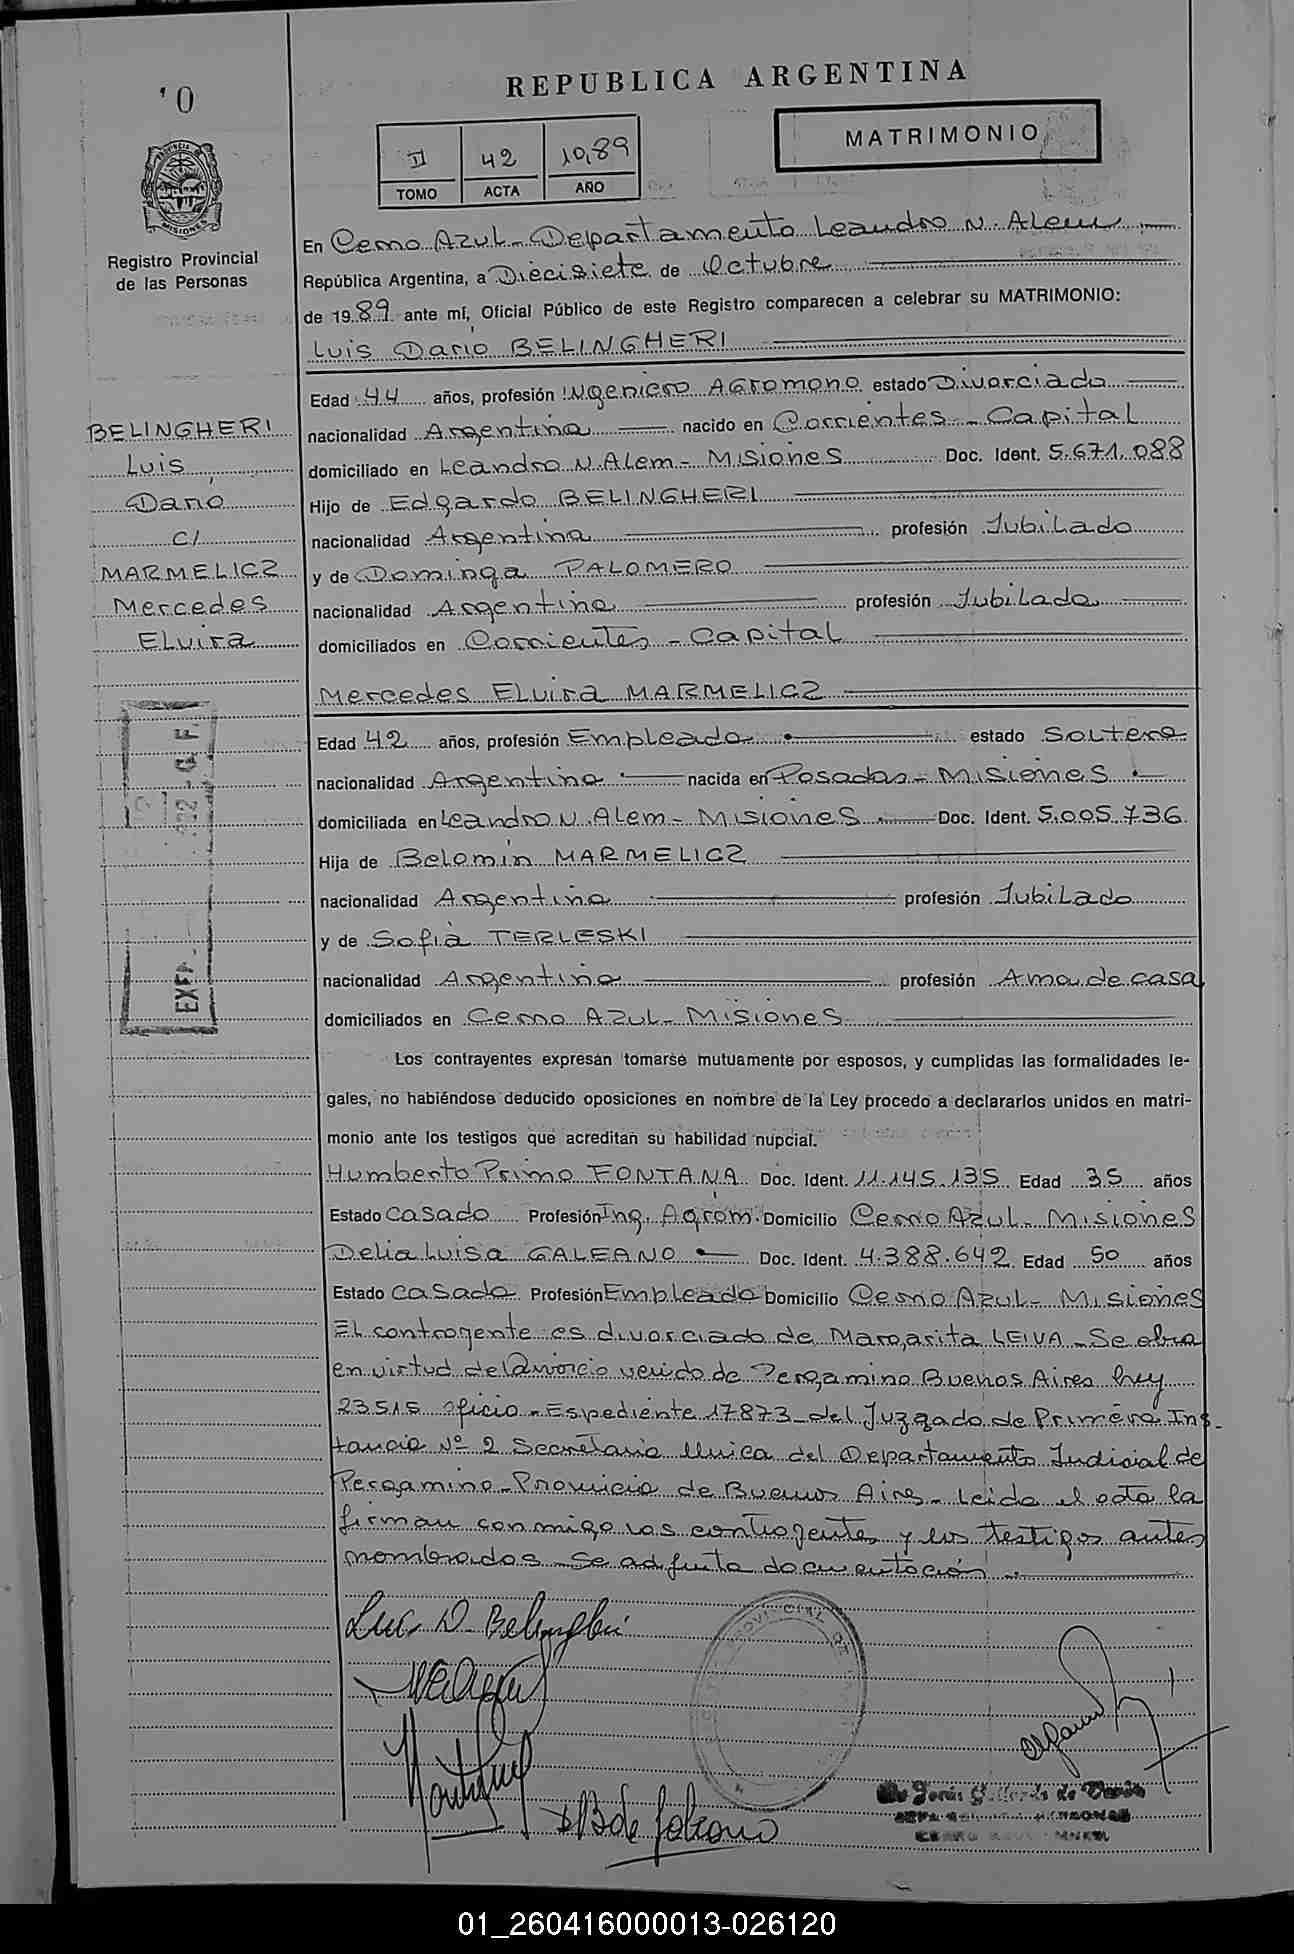 REPUBLICA ARGENTINA
'0
MATRIMONIO
II 42 10,89
TOMO ACTA AÑO
PROVINCIA DE
MISIONES
Registro Provincial
de las Personas
En Cerro Azul - Departamento Leandro N. Alem
República Argentina, a Diecisiete de Octubre
de 1989 ante mí, Oficial Público de este Registro comparecen a celebrar su MATRIMONIO:
Luis Dario BELINGHERI
Edad 44 años, profesión Ingeniero Agromono estado Divorciado
nacionalidad Argentina nacido en Corrientes - Capital
domiciliado en Leandro N. Alem - Misiones Doc. Ident. 5.671.088
Hijo de Edgardo BELINGHERI
nacionalidad Argentina profesión Jubilado
y de Dominga PALOMERO
nacionalidad Argentina profesión Jubilada
domiciliados en Corrientes - Capital
BELINGHERI
Luis
Darío
C/
MARMELICZ
Mercedes
Elvira
Mercedes Elvira MARMELICZ
Edad 42 años, profesión Empleada estado Soltera
nacionalidad Argentina nacida en Posadas - Misiones
domiciliada en Leandro N. Alem - Misiones Doc. Ident. 5.005.736
Hija de Belomin MARMELICZ
nacionalidad Argentina profesión Jubilado
y de Sofia TERLESKI
nacionalidad Argentina profesión Ama de casa
domiciliados en Cerro Azul - Misiones
EXP.
Los contrayentes expresan tomarse mutuamente por esposos, y cumplidas las formalidades le-
gales, no habiéndose deducido oposiciones en nombre de la Ley procedo a declararlos unidos en matri-
monio ante los testigos que acreditan su habilidad nupcial.
Humberto Primo FONTANA Doc. Ident. 11.145.135 Edad 35 años
Estado Casado Profesión Ing. Agrom. Domicilio Cerro Azul - Misiones
Delia Luisa GALEANO Doc. Ident. 4.388.642 Edad 50 años
Estado Casada Profesión Empleada Domicilio Cerro Azul - Misiones
El contrayente es divorciado de Margarita LEIVA - Se obra
en virtud del Divorcio venido de Pergamino Buenos Aires Ley
23515 Oficio - Espediente 17873 - del Juzgado de Primera Ins-
tancia Nº 2 Secretaria Unica del Departamento Judicial de
Pergamino - Provincia de Buenos Aires - Leida el acta la
firman conmigo los contrayentes y los testigos antes
nombrados - Se adjunta documentación
Luis D. Belingheri
PROVINCIAL DE
B de Galeano
01_260416000013-026120